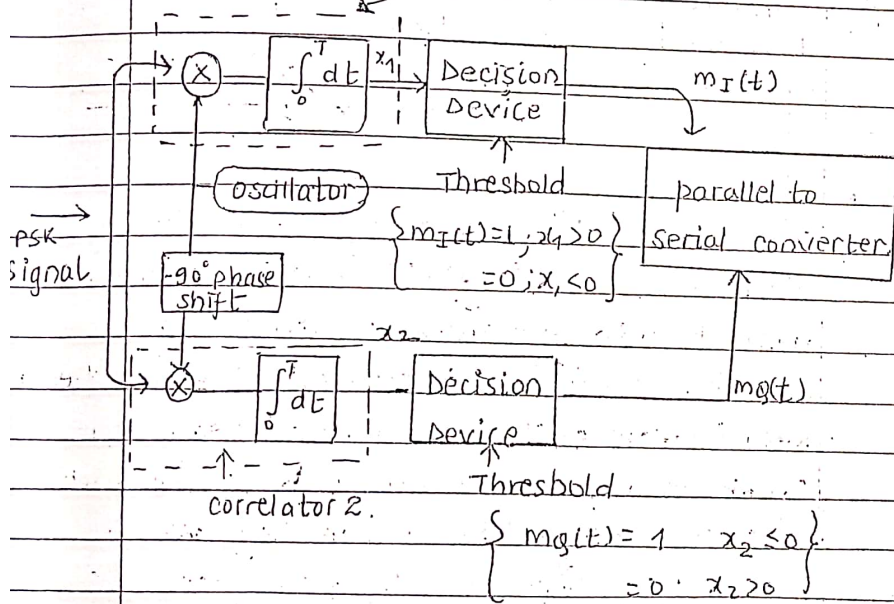 X
T
∫ dt
0
x1
Decision
Device
mI(t)
oscillator
Threshold
parallel to
serial converter
PSK
signal
{mI(t)=1; x1>0}
=0; x1<0
-90° phase
shift
x2
X
T
∫ dt
0
Decision
Device
mQ(t)
correlator 2.
Threshold
{ mQ(t) = 1 x2 ≤0 }
=0 x2>0